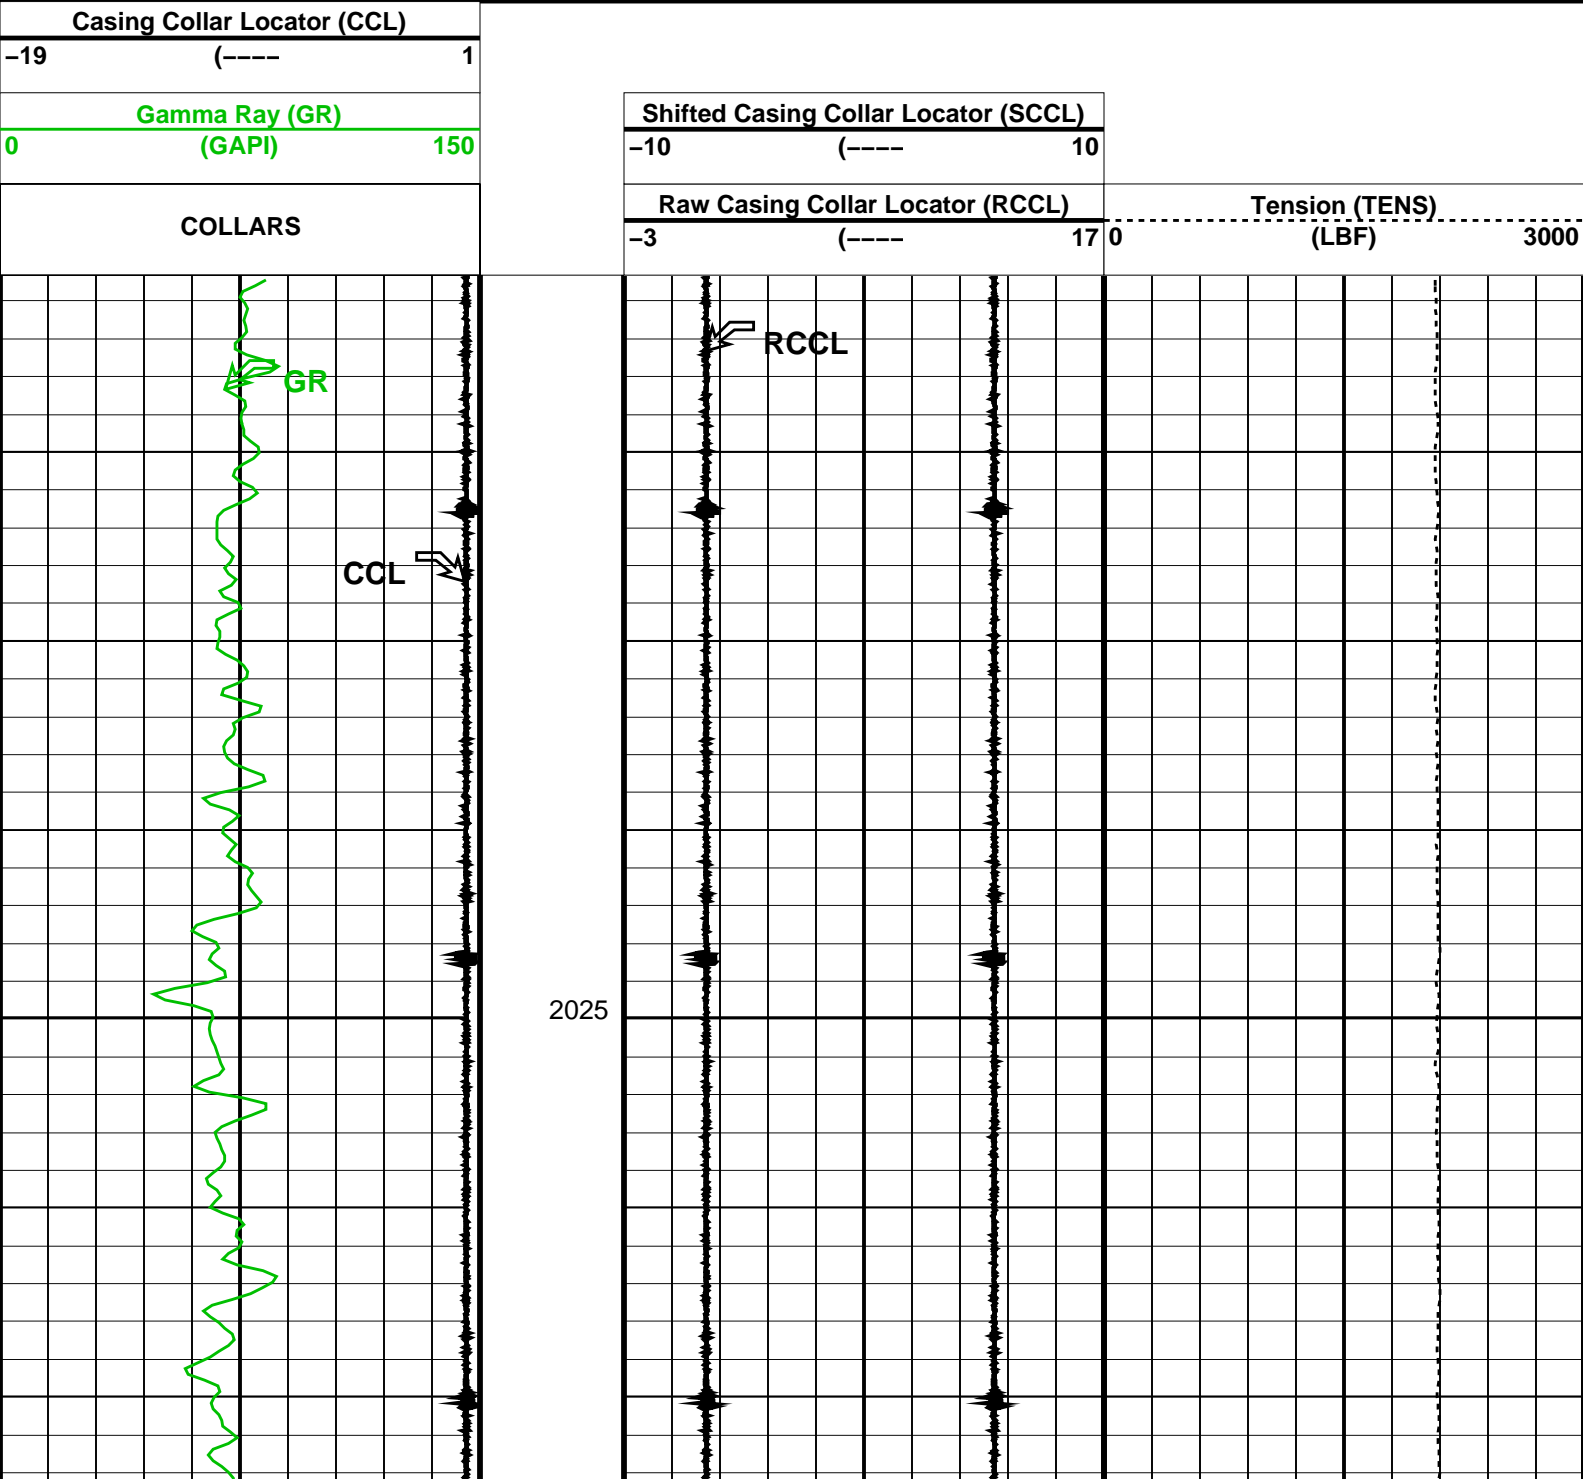 Casing Collar Locator (CCL)
−19 (−−−− 1
Gamma Ray (GR)
0 (GAPI) 150
COLLARS
Shifted Casing Collar Locator (SCCL)
−10 (−−−− 10
Raw Casing Collar Locator (RCCL)
−3 (−−−− 17
Tension (TENS)
0 (LBF) 3000
RCCL
GR
CCL
2025